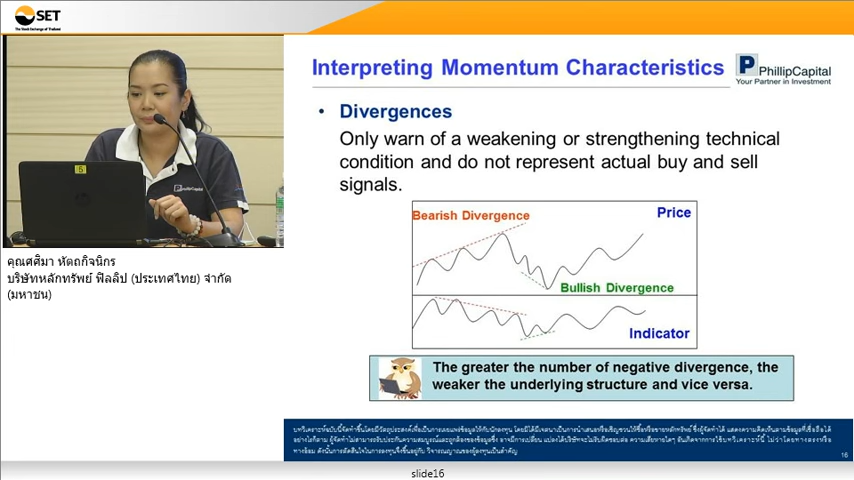 SET
The Stock Exchange of Thailand
Interpreting Momentum Characteristics
P PhillipCapital
Your Partner in Investment
• Divergences
Only warn of a weakening or strengthening technical
condition and do not represent actual buy and sell
signals.
Bearish Divergence
Price
Bullish Divergence
Indicator
The greater the number of negative divergence, the
weaker the underlying structure and vice versa.
5
PhillipCapital
คุณศศิมา หัตถกิจนิกร
บริษัทหลักทรัพย์ ฟิลลิป (ประเทศไทย) จำกัด
(มหาชน)
16
slide16